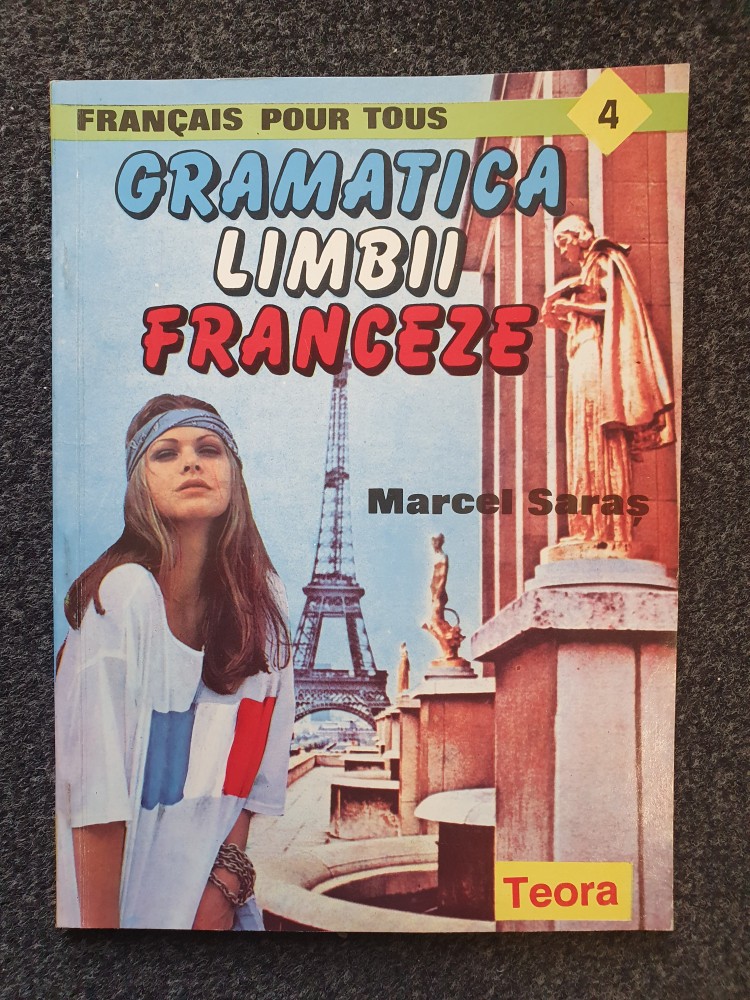 FRANÇAIS POUR TOUS
4
GRAMATICA
LIMBII
FRANCEZE
Marcel Saraș
Teora